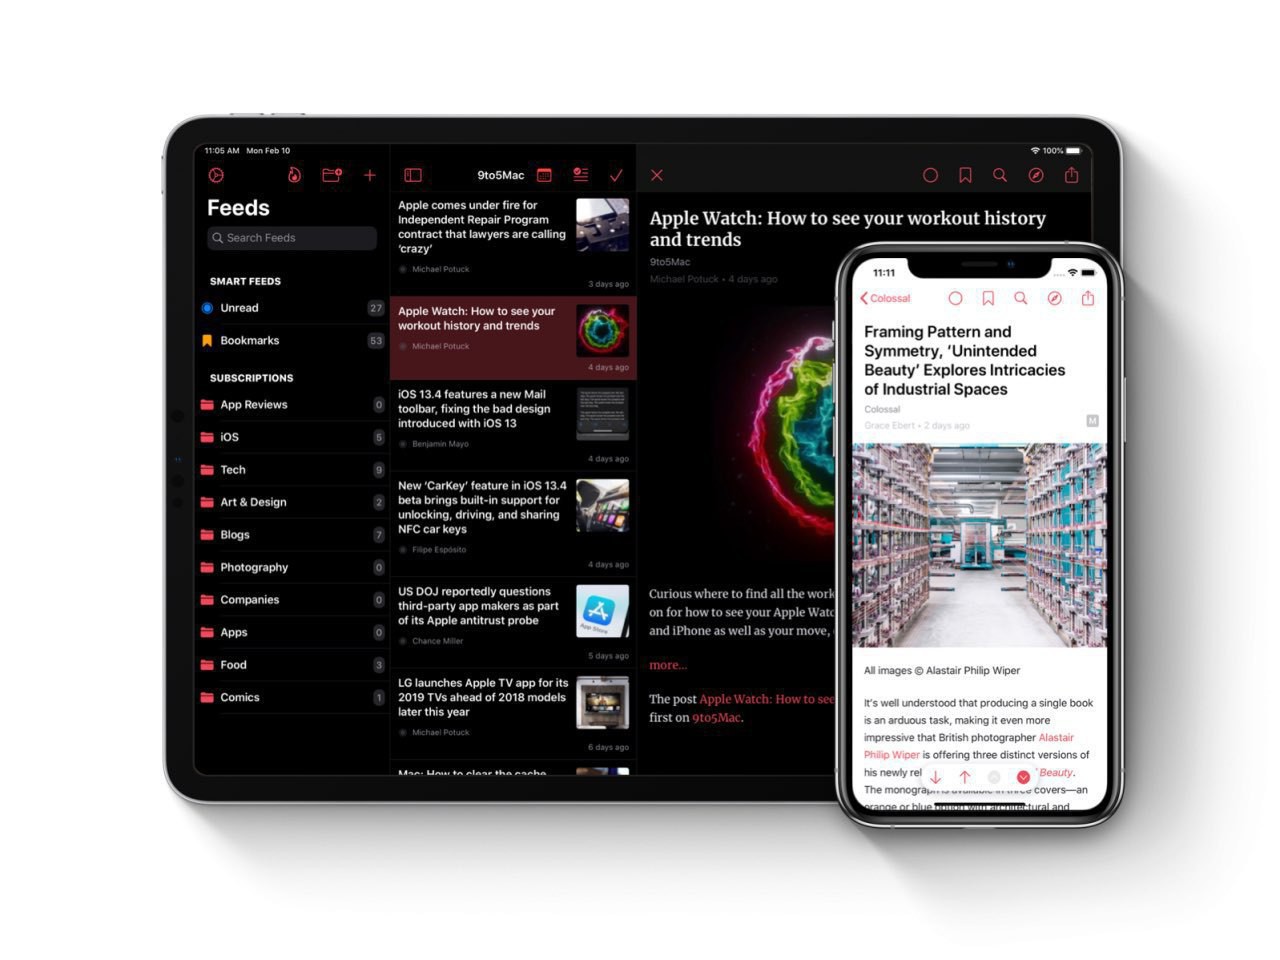 11:05 AM Mon Feb 10
100%
Feeds
Search Feeds
SMART FEEDS
Unread 27
Bookmarks 53
SUBSCRIPTIONS
App Reviews 0
iOS 5
Tech 9
Art & Design 2
Blogs 7
Photography 0
Companies 0
Apps 0
Food 3
Comics 1
9to5Mac
Apple comes under fire for
Independent Repair Program
contract that lawyers are calling
‘crazy’
Michael Potuck
3 days ago
Apple Watch: How to see your
workout history and trends
Michael Potuck
4 days ago
iOS 13.4 features a new Mail
toolbar, fixing the bad design
introduced with iOS 13
Benjamin Mayo
4 days ago
New ‘CarKey’ feature in iOS 13.4
beta brings built-in support for
unlocking, driving, and sharing
NFC car keys
Filipe Espósito
4 days ago
US DOJ reportedly questions
third-party app makers as part
of its Apple antitrust probe
Chance Miller
App Store
5 days ago
LG launches Apple TV app for its
2019 TVs ahead of 2018 models
later this year
Michael Potuck
6 days ago
Mac: How to clear the cache
Apple Watch: How to see your workout history
and trends
9to5Mac
Michael Potuck • 4 days ago
Curious where to find all the work
on for how to see your Apple Watc
and iPhone as well as your move,
more...
The post Apple Watch: How to see
first on 9to5Mac.
11:11
Colossal
Framing Pattern and
Symmetry, ‘Unintended
Beauty’ Explores Intricacies
of Industrial Spaces
Colossal
Grace Ebert • 2 days ago
M
All images © Alastair Philip Wiper
It’s well understood that producing a single book
is an arduous task, making it even more
impressive that British photographer Alastair
Philip Wiper is offering three distinct versions of
his newly rel Beauty.
The monograph is available in three covers—an
orange or blue option with architectural and